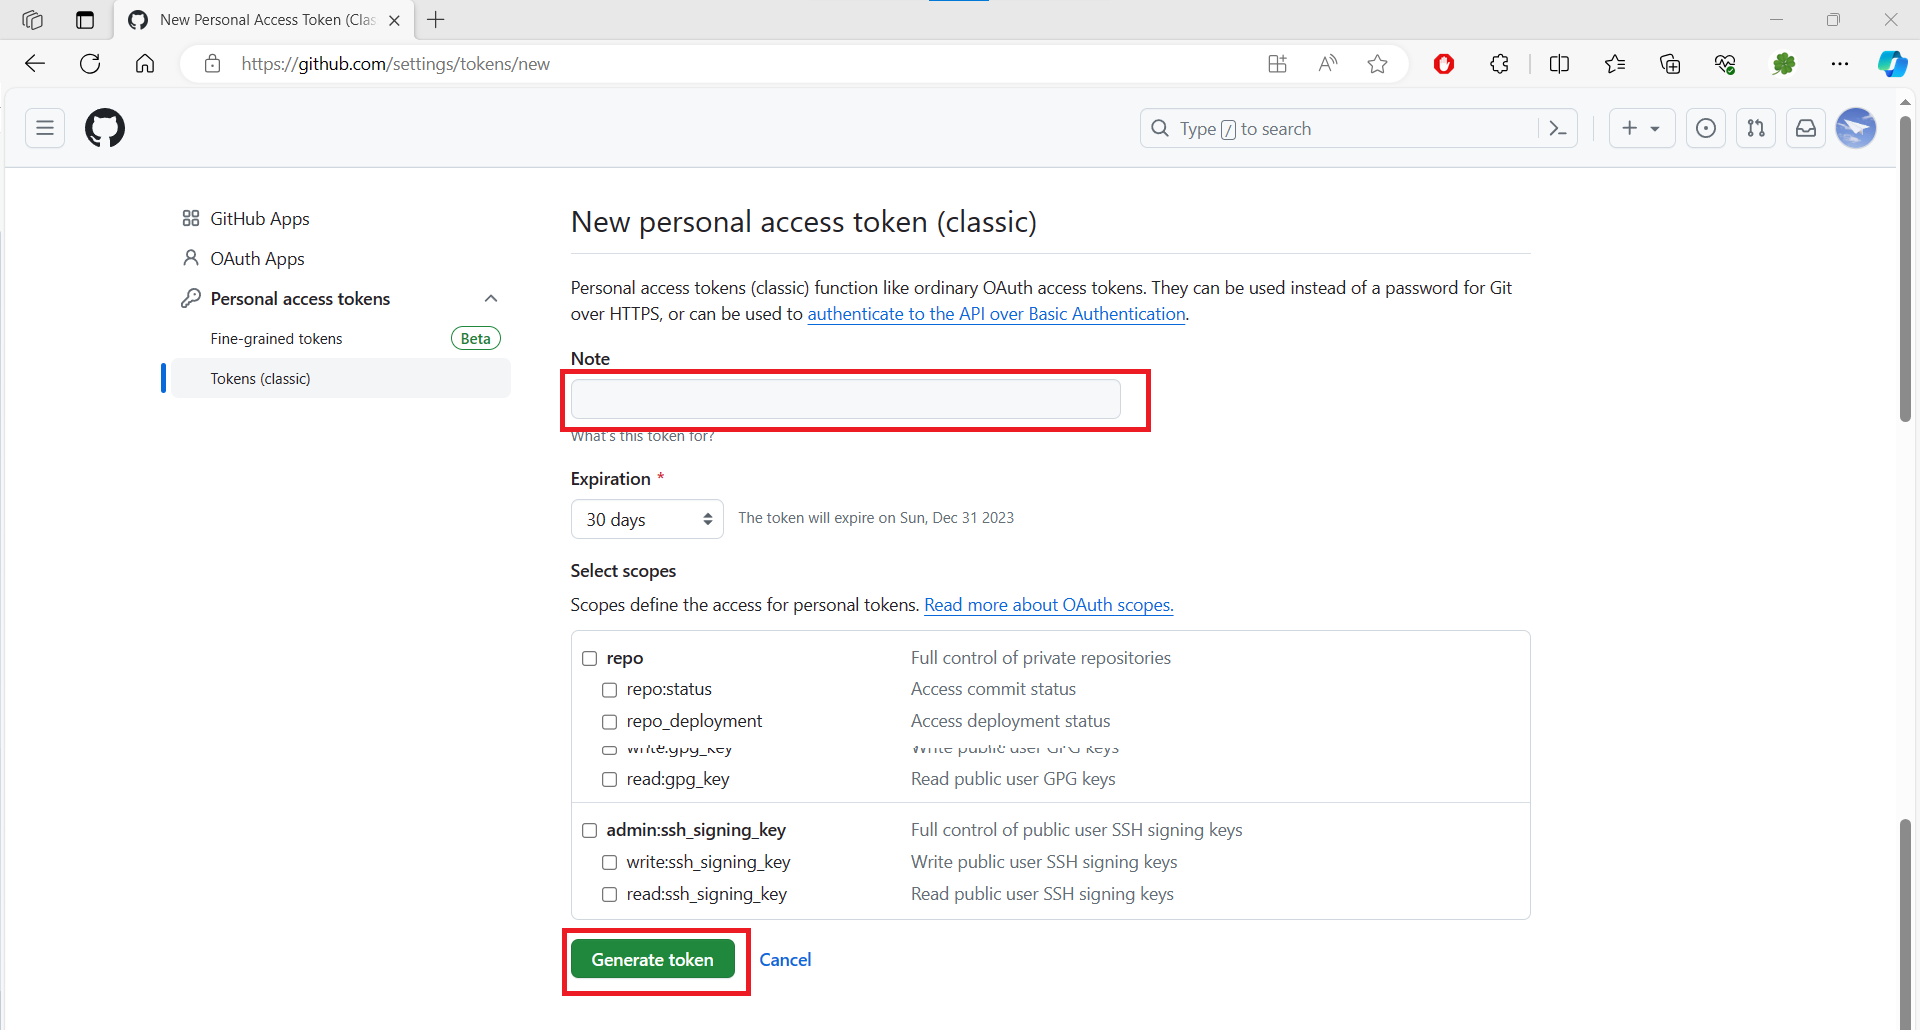 New Personal Access Token (Clas
https://github.com/settings/tokens/new
Type / to search
GitHub Apps
OAuth Apps
Personal access tokens
Fine-grained tokens Beta
Tokens (classic)
New personal access token (classic)
Personal access tokens (classic) function like ordinary OAuth access tokens. They can be used instead of a password for Git
over HTTPS, or can be used to authenticate to the API over Basic Authentication.
Note
What's this token for?
Expiration *
30 days The token will expire on Sun, Dec 31 2023
Select scopes
Scopes define the access for personal tokens. Read more about OAuth scopes.
repo Full control of private repositories
repo:status Access commit status
repo_deployment Access deployment status
write:gpg_key Write public user GPG keys
read:gpg_key Read public user GPG keys
admin:ssh_signing_key Full control of public user SSH signing keys
write:ssh_signing_key Write public user SSH signing keys
read:ssh_signing_key Read public user SSH signing keys
Generate token Cancel